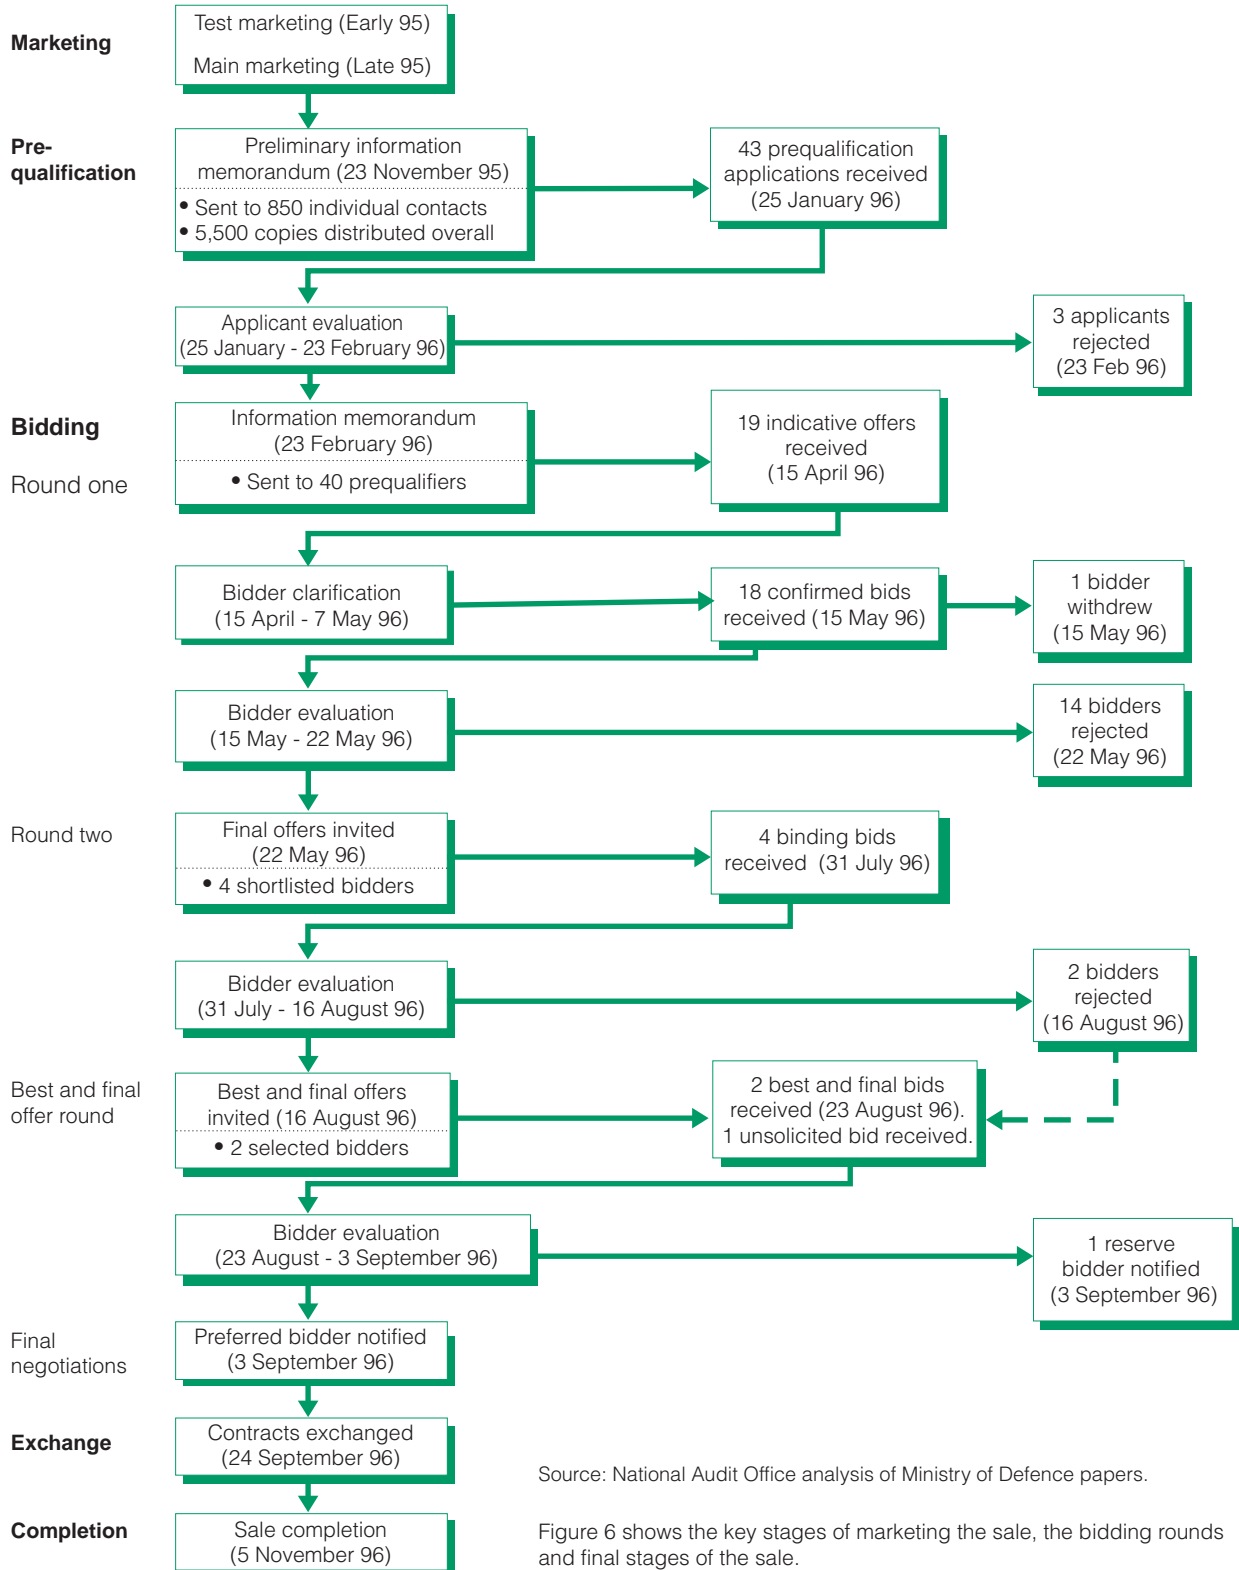 Marketing
Test marketing (Early 95)
Main marketing (Late 95)
Pre-
qualification
Preliminary information
memorandum (23 November 95)
• Sent to 850 individual contacts
• 5,500 copies distributed overall
43 prequalification
applications received
(25 January 96)
Applicant evaluation
(25 January - 23 February 96)
3 applicants
rejected
(23 Feb 96)
Bidding
Round one
Information memorandum
(23 February 96)
• Sent to 40 prequalifiers
19 indicative offers
received
(15 April 96)
Bidder clarification
(15 April - 7 May 96)
18 confirmed bids
received (15 May 96)
1 bidder
withdrew
(15 May 96)
Bidder evaluation
(15 May - 22 May 96)
14 bidders
rejected
(22 May 96)
Round two
Final offers invited
(22 May 96)
• 4 shortlisted bidders
4 binding bids
received (31 July 96)
Bidder evaluation
(31 July - 16 August 96)
2 bidders
rejected
(16 August 96)
Best and final
offer round
Best and final offers
invited (16 August 96)
• 2 selected bidders
2 best and final bids
received (23 August 96).
1 unsolicited bid received.
Bidder evaluation
(23 August - 3 September 96)
1 reserve
bidder notified
(3 September 96)
Final
negotiations
Preferred bidder notified
(3 September 96)
Exchange
Contracts exchanged
(24 September 96)
Source: National Audit Office analysis of Ministry of Defence papers.
Completion
Sale completion
(5 November 96)
Figure 6 shows the key stages of marketing the sale, the bidding rounds
and final stages of the sale.